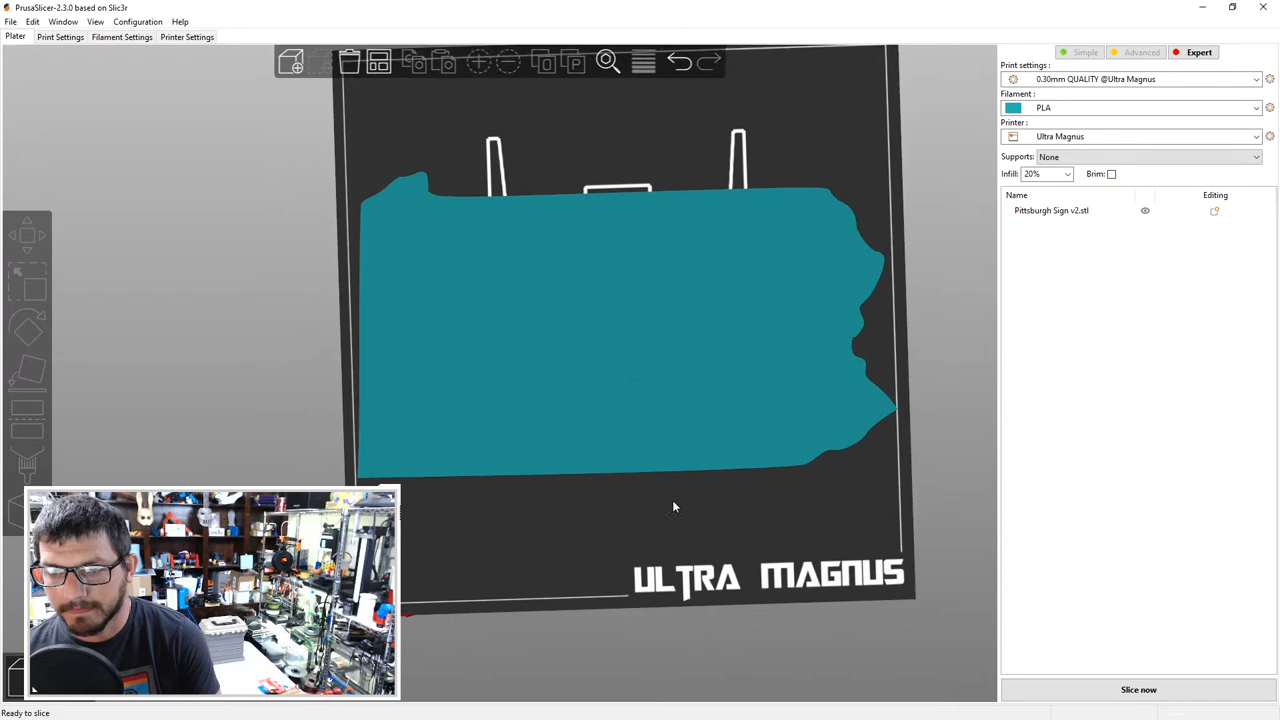 PrusaSlicer-2.3.0 based on Slic3r
File Edit Window View Configuration Help
Plater Print Settings Filament Settings Printer Settings
Simple Advanced Expert
Print settings :
0.30mm QUALITY @Ultra Magnus
Filament :
PLA
Printer :
Ultra Magnus
Supports: None
Infill: 20% Brim:
Name Editing
Pittsburgh Sign v2.stl
ULTRA MAGNUS
Slice now
Ready to slice